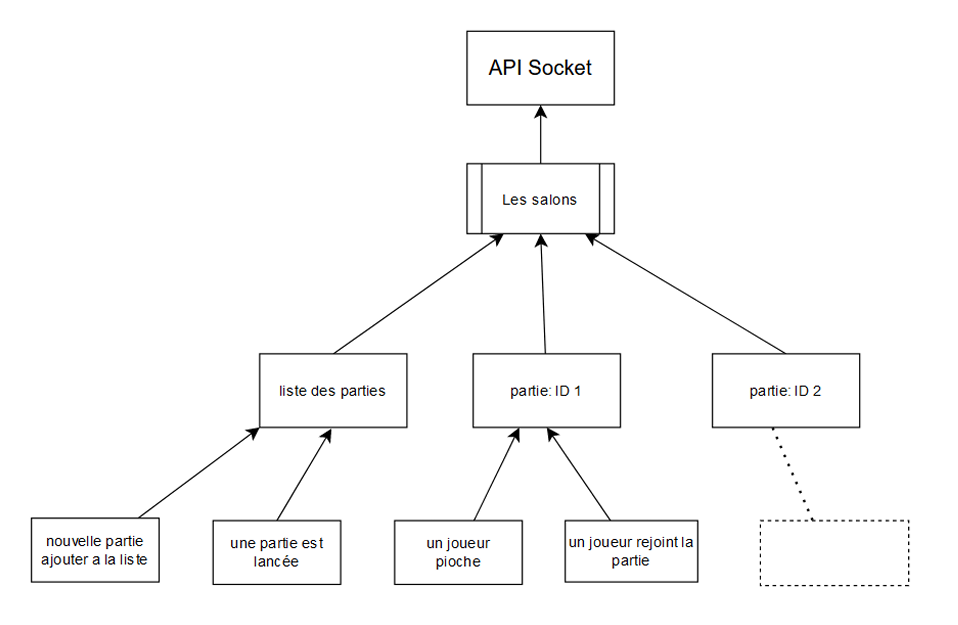 API Socket
Les salons
liste des parties
partie: ID 1
partie: ID 2
nouvelle partie
ajouter a la liste
une partie est
lancée
un joueur
pioche
un joueur rejoint la
partie